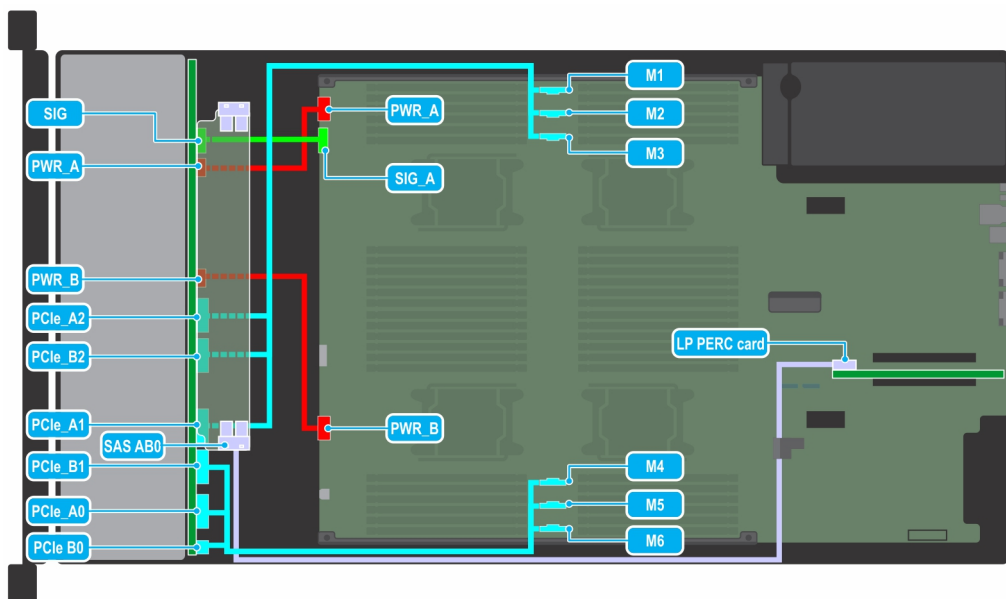 SIG
PWR_A
PWR_B
PCIe_A2
PCIe_B2
PCIe_A1
SAS AB0
PCIe_B1
PCIe_A0
PCIe B0
PWR_A
SIG_A
PWR_B
M1
M2
M3
LP PERC card
M4
M5
M6